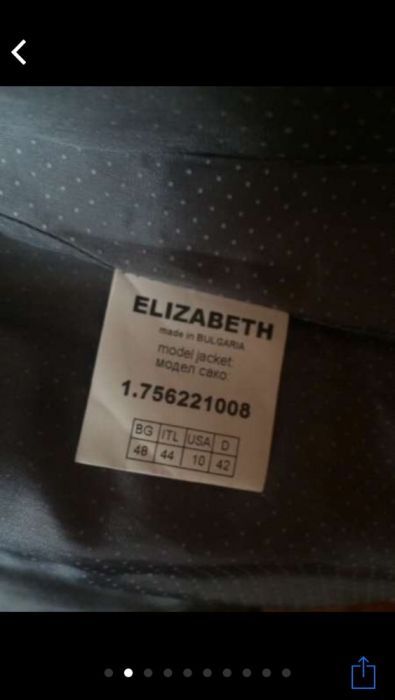 ELIZABETH
made in BULGARIA
model jacket:
модел сако:
1.756221008
BG ITL USA D
48 44 10 42